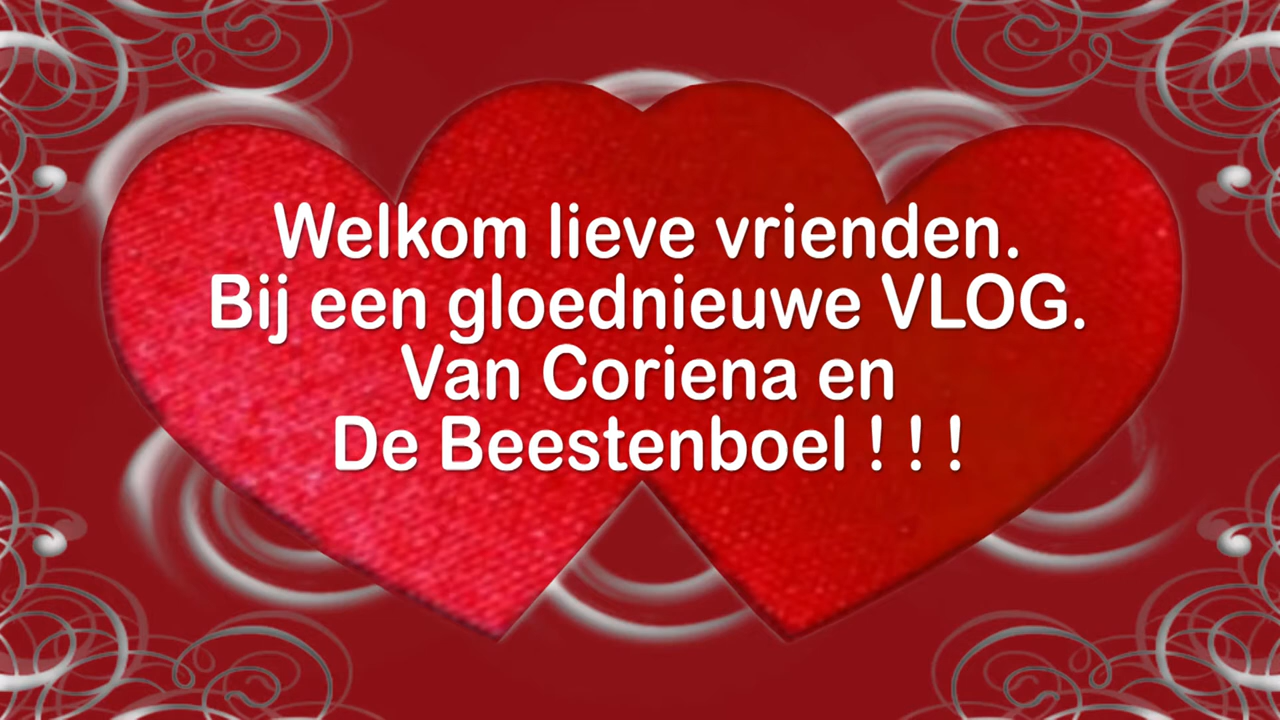 Welkom lieve vrienden.
Bij een gloednieuwe VLOG.
Van Coriena en
De Beestenboel ! ! !